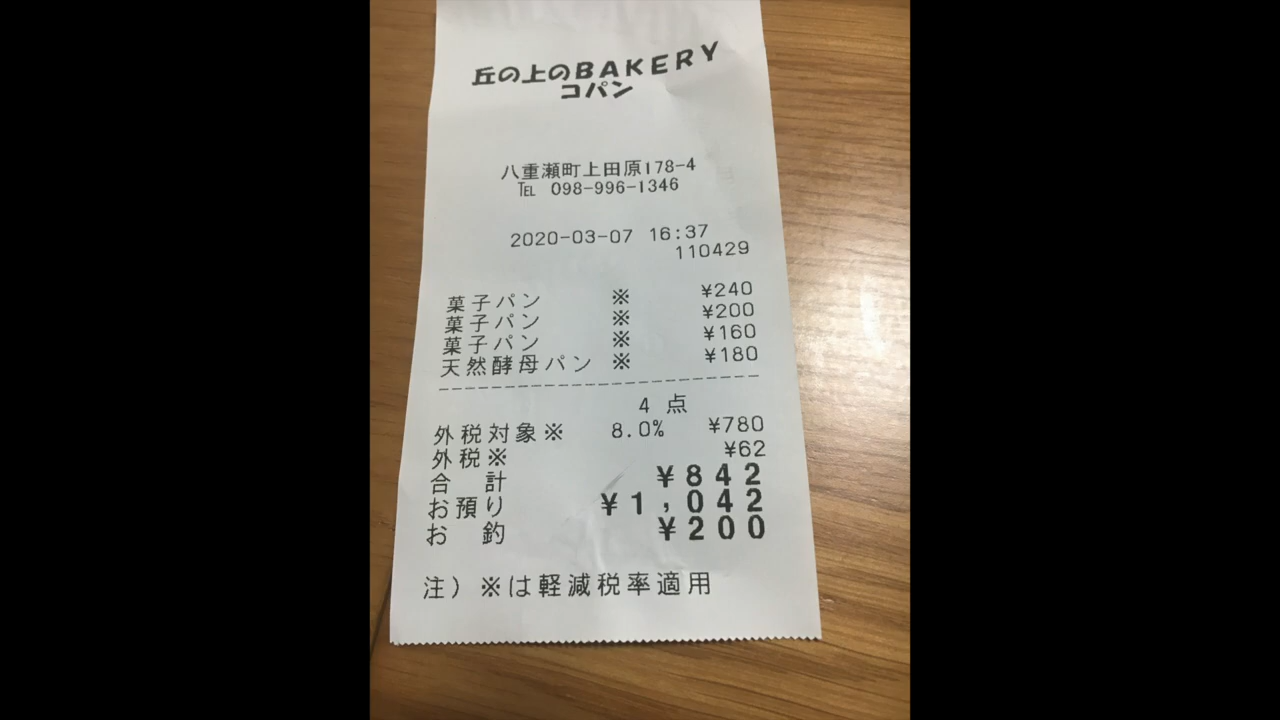 丘の上のBAKERY
コパン
八重瀬町上田原178-4
℡ 098-996-1346
2020-03-07 16:37
110429
菓子パン ※ ¥240
菓子パン ※ ¥200
菓子パン ※ ¥160
天然酵母パン ※ ¥180
4 点
外税対象※ 8.0% ¥780
外税※ ¥62
合 計 ¥842
お預り ¥1,042
お 釣 ¥200
注）※は軽減税率適用